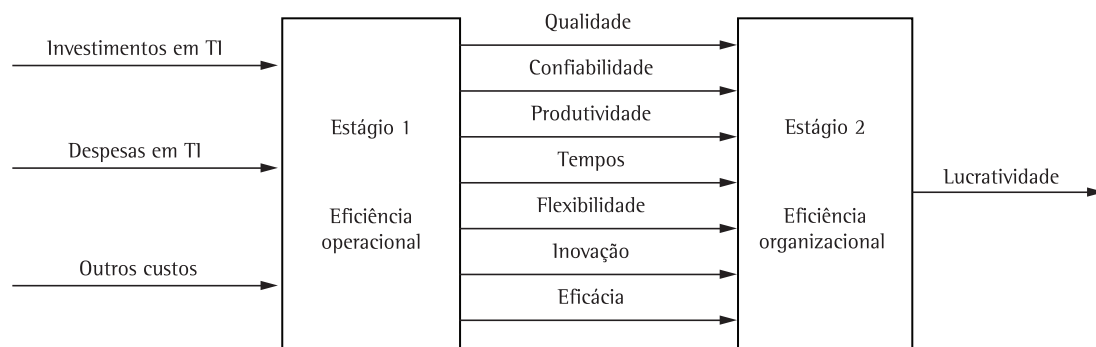 Investimentos em TI
Despesas em TI
Outros custos
Estágio 1
Eficiência
operacional
Qualidade
Confiabilidade
Produtividade
Tempos
Flexibilidade
Inovação
Eficácia
Estágio 2
Eficiência
organizacional
Lucratividade